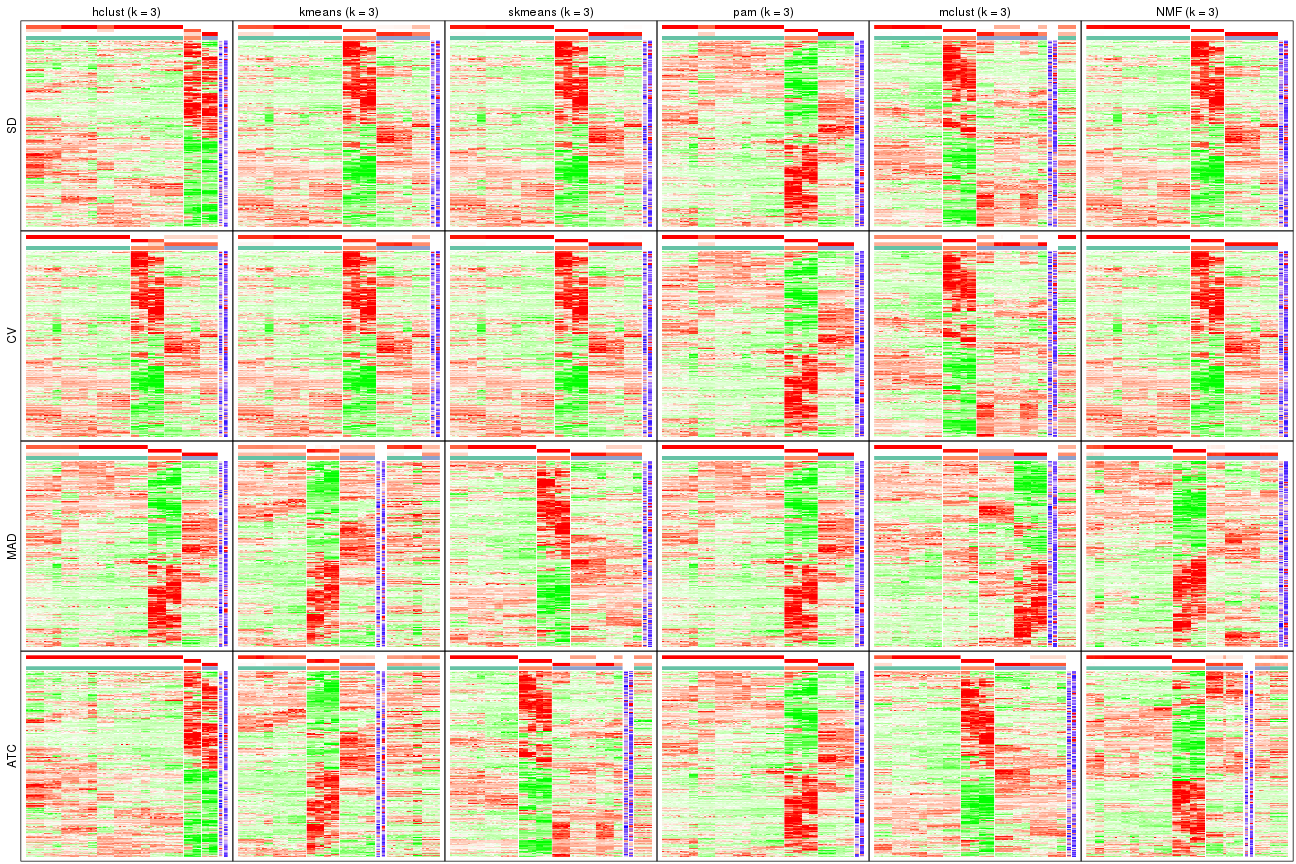 hclust (k = 3) kmeans (k = 3) skmeans (k = 3) pam (k = 3) mclust (k = 3) NMF (k = 3)
SD
CV
MAD
ATC